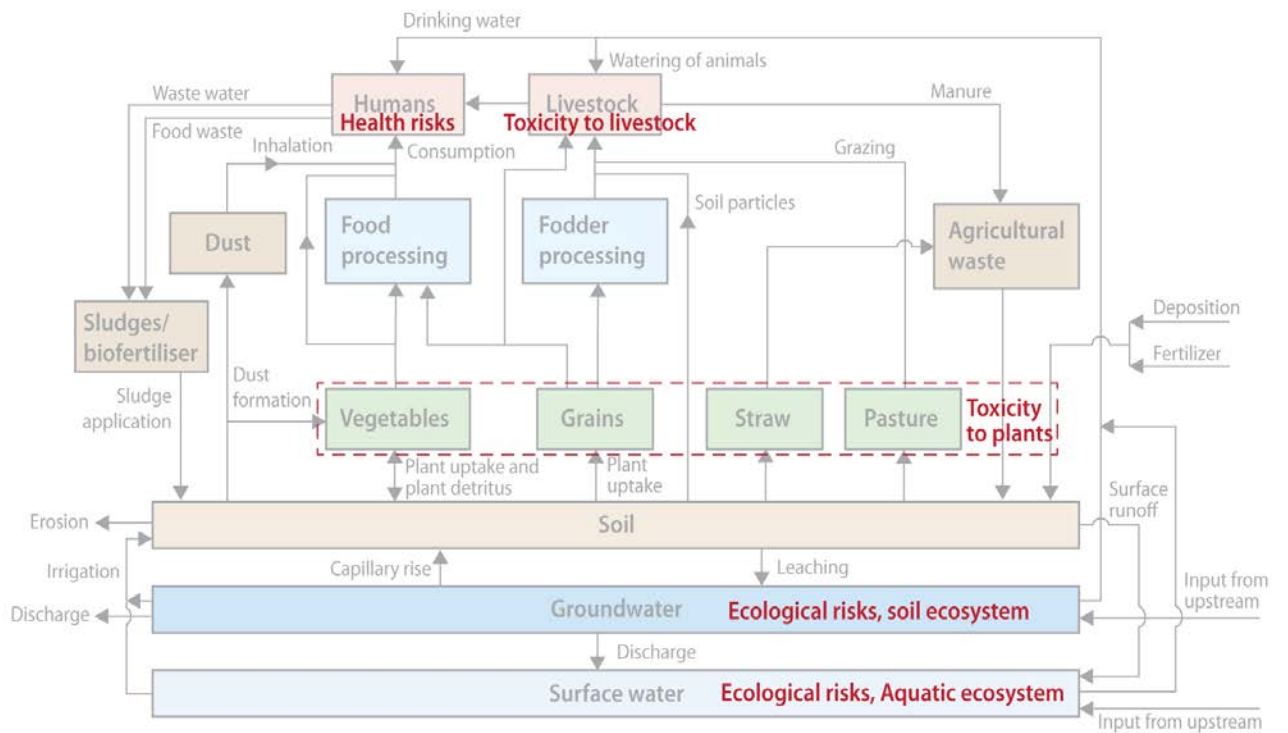 Drinking water
Watering of animals
Waste water
Humans
Health risks
Livestock
Toxicity to livestock
Manure
Food waste
Inhalation
Consumption
Grazing
Soil particles
Dust
Food
processing
Fodder
processing
Agricultural
waste
Sludges/
biofertiliser
Deposition
Fertilizer
Sludge
application
Dust
formation
Vegetables
Grains
Straw
Pasture
Toxicity
to plants
Plant uptake and
plant detritus
Plant
uptake
Surface
runoff
Erosion
Soil
Irrigation
Capillary rise
Leaching
Input from
upstream
Discharge
Groundwater
Ecological risks, soil ecosystem
Discharge
Surface water
Ecological risks, Aquatic ecosystem
Input from upstream